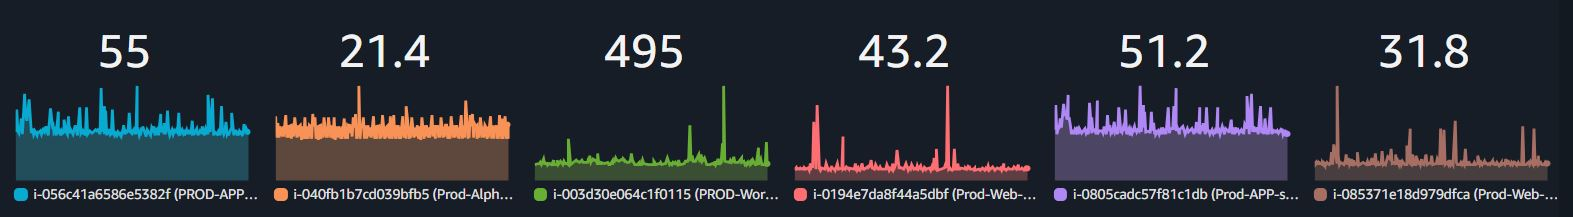 55 21.4 495 43.2 51.2 31.8
i-056c41a6586e5382f (PROD-APP... i-040fb1b7cd039bfb5 (Prod-Alph... i-003d30e064c1f0115 (PROD-Wor... i-0194e7da8f44a5dbf (Prod-Web-... i-0805cadc57f81c1db (Prod-APP-s... i-085371e18d979dfca (Prod-Web-...